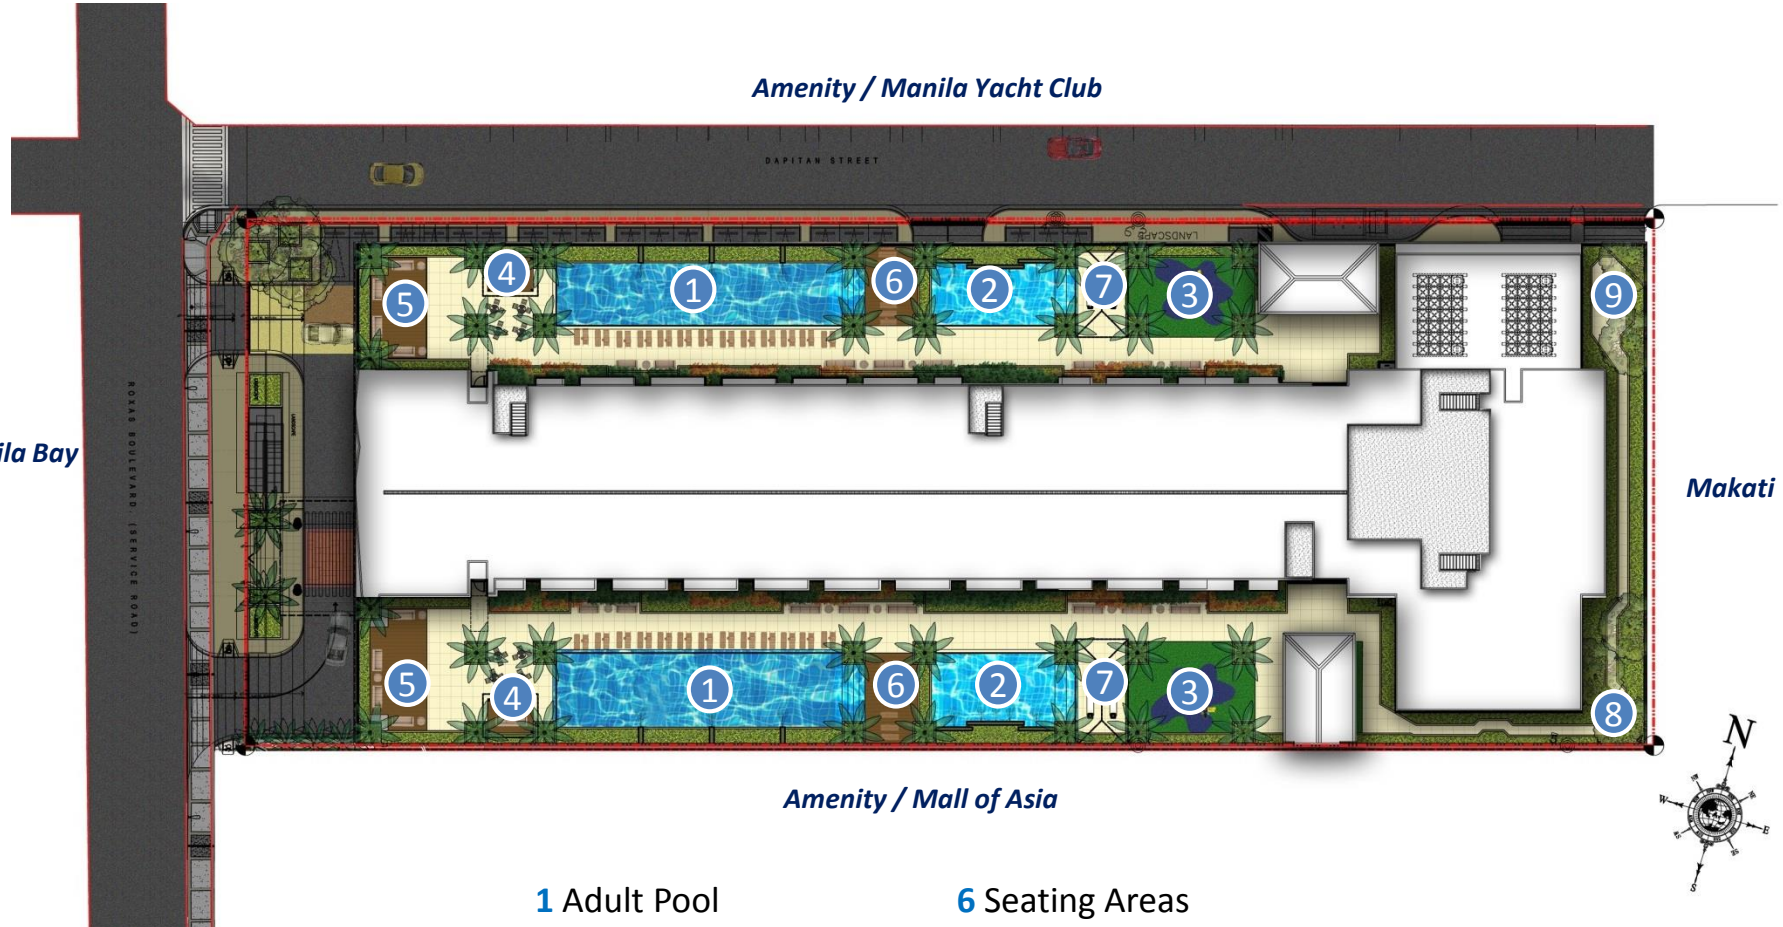 Amenity / Manila Yacht Club
DAPITAN STREET
LANDSCAPE
4
1
6
2
7
3
9
5
ila Bay
ROXAS BOULEVARD. (SERVICE ROAD)
Makati
5
4
1
6
2
7
3
8
Amenity / Mall of Asia
N
W
E
S
1 Adult Pool
6 Seating Areas